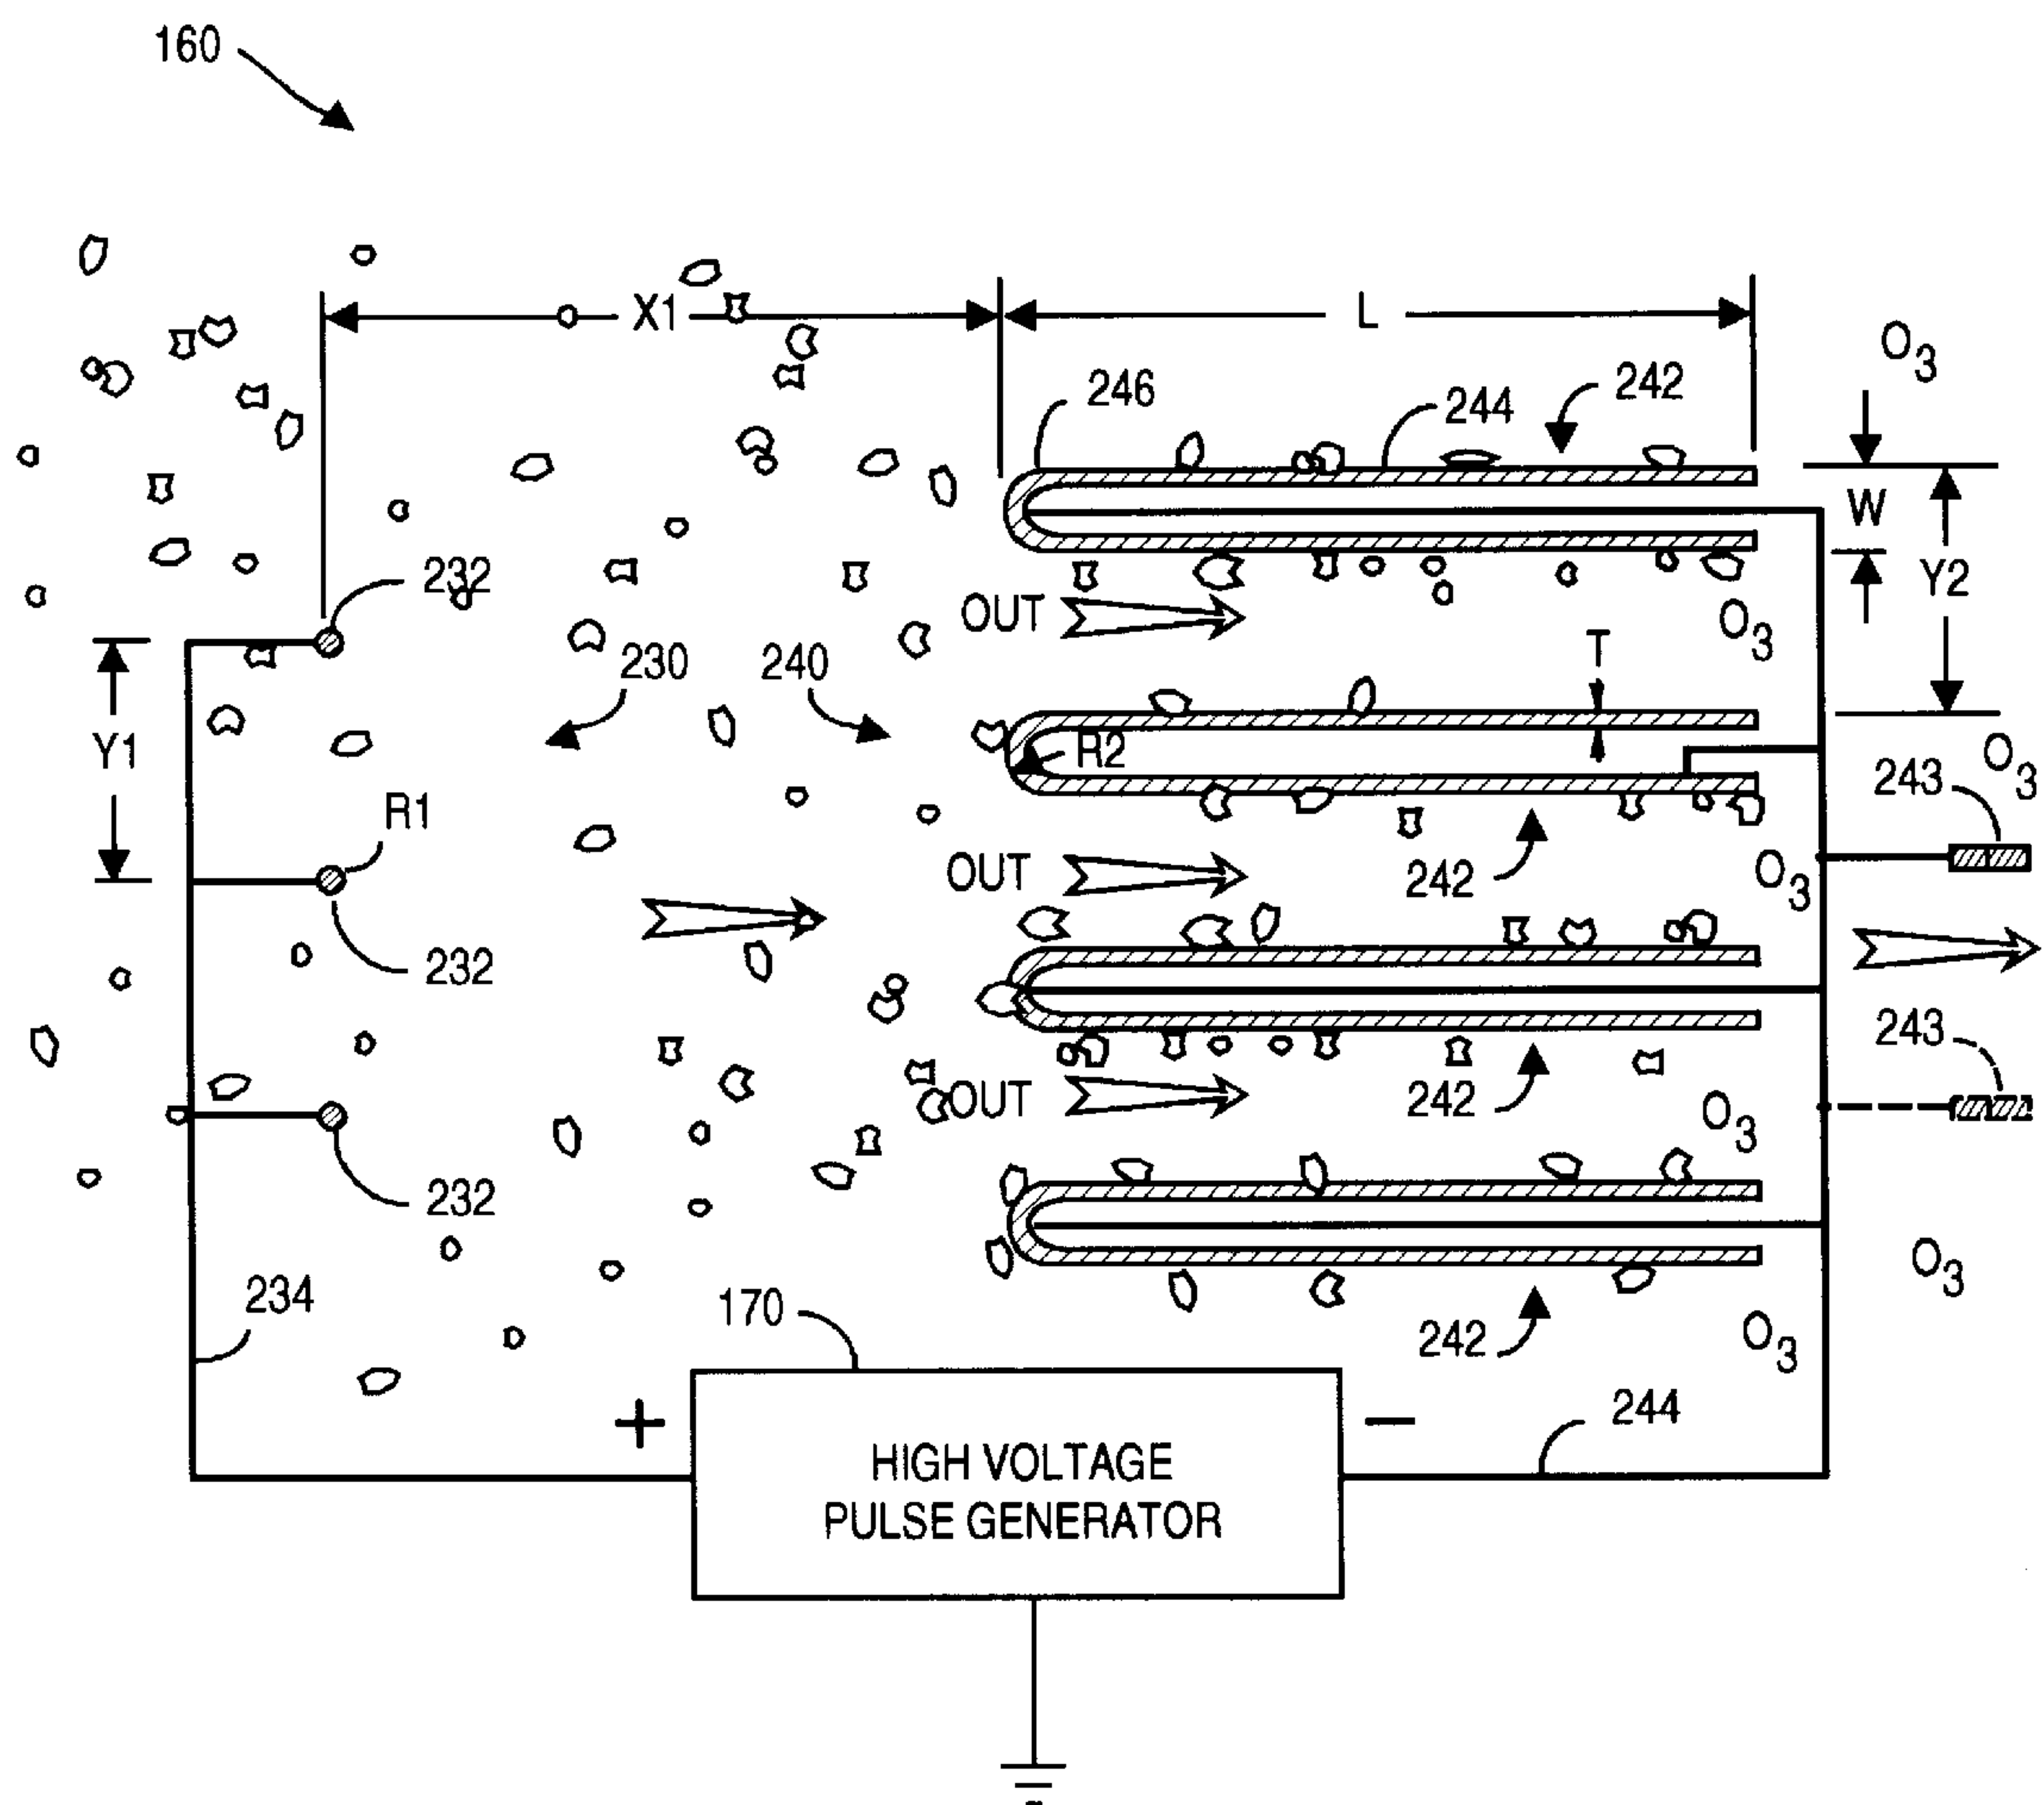 160
X1
L
O3
246
244
242
W
Y2
232
OUT
O3
T
230
240
Y1
R2
O3
243
R1
OUT
242
O3
232
243
OUT
242
O3
232
O3
234
170
242
O3
244
+
−
HIGH VOLTAGE
PULSE GENERATOR